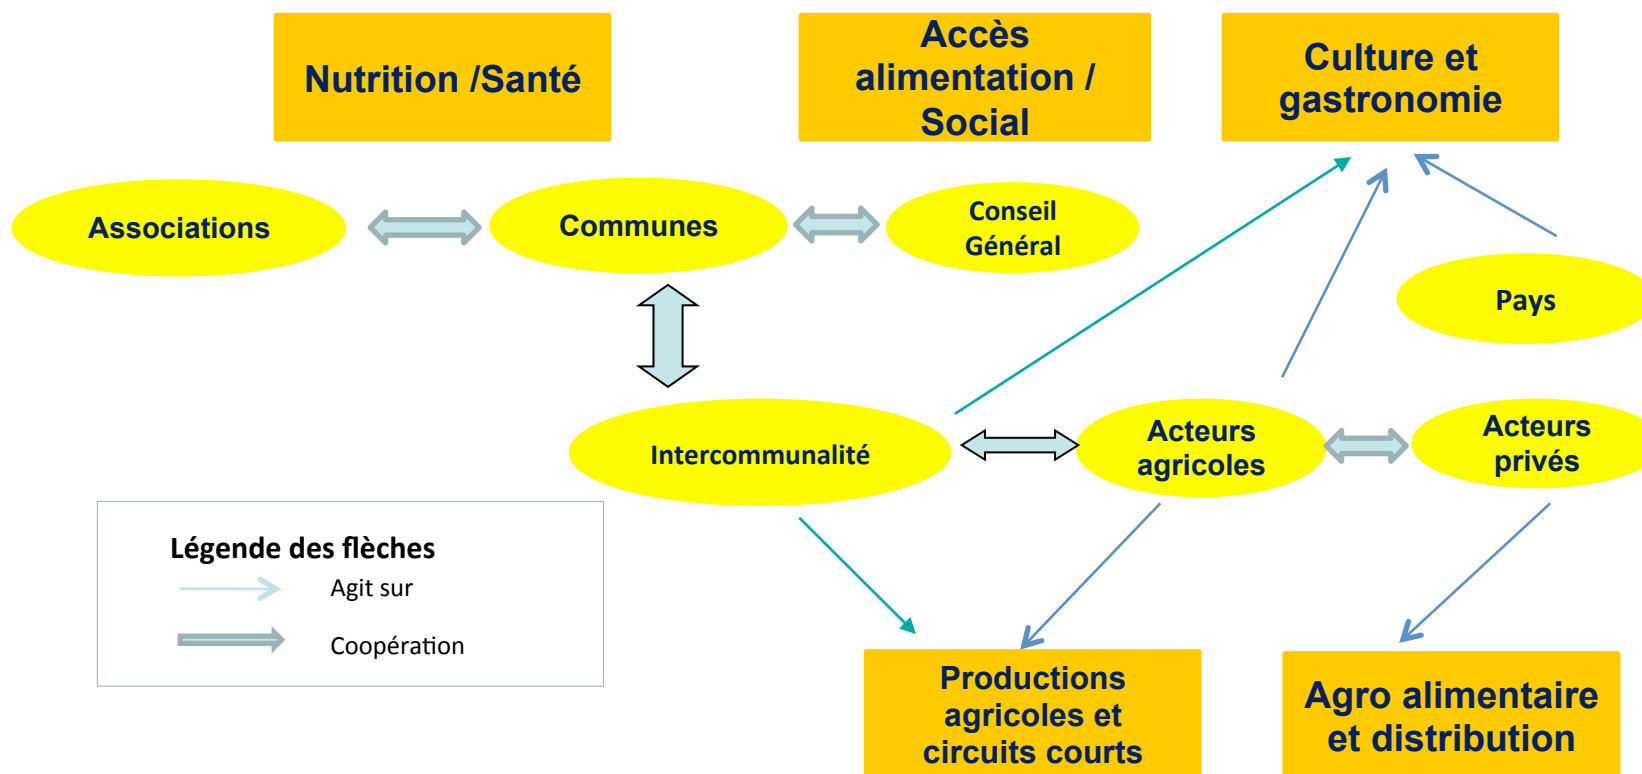 Nutrition /Santé
Accès
alimentation /
Social
Culture et
gastronomie
Associations
Communes
Conseil
Général
Pays
Intercommunalité
Acteurs
agricoles
Acteurs
privés
Légende des flèches
Agit sur
Coopération
Productions
agricoles et
circuits courts
Agro alimentaire
et distribution